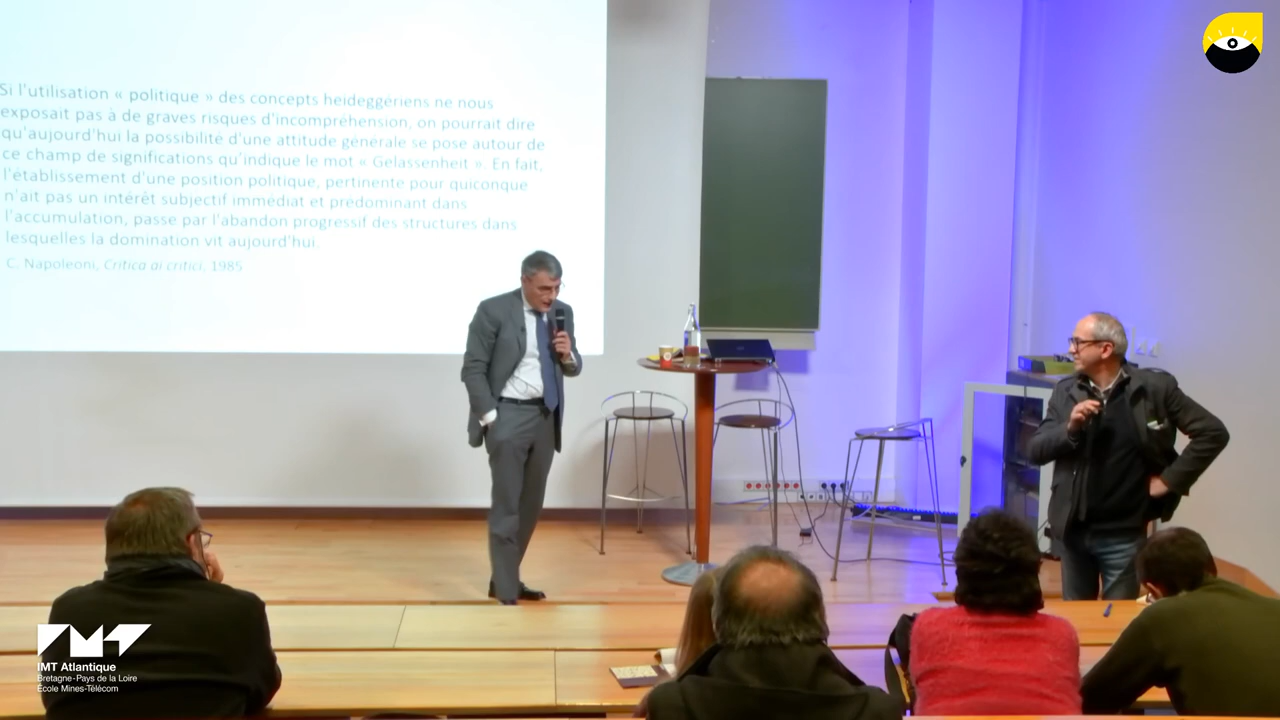 Si l'utilisation « politique » des concepts heideggériens ne nous
exposait pas à de graves risques d'incompréhension, on pourrait dire
qu'aujourd'hui la possibilité d'une attitude générale se pose autour de
ce champ de significations qu'indique le mot « Gelassenheit ». En fait,
l'établissement d'une position politique, pertinente pour quiconque
n'ait pas un intérêt subjectif immédiat et prédominant dans
l'accumulation, passe par l'abandon progressif des structures dans
lesquelles la domination vit aujourd'hui.
C. Napoleoni, Critica ai critici, 1985
IMT Atlantique
Bretagne-Pays de la Loire
École Mines-Télécom